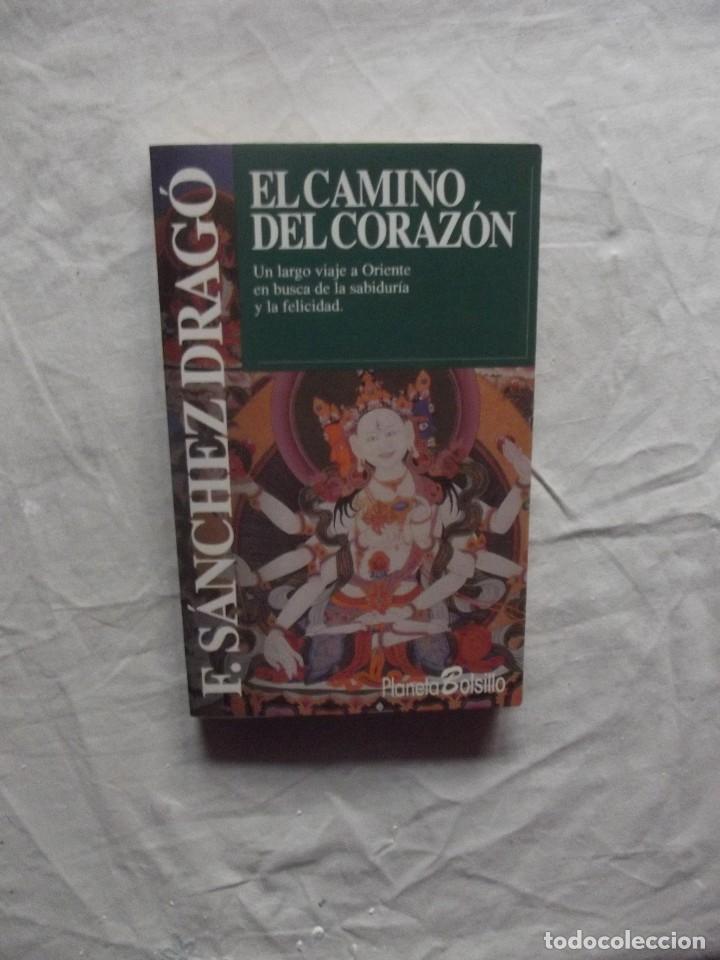 F. SÁNCHEZ DRAGÓ
EL CAMINO
DEL CORAZÓN
Un largo viaje a Oriente
en busca de la sabiduría
y la felicidad.
Planeta Bolsillo
todocoleccion.net